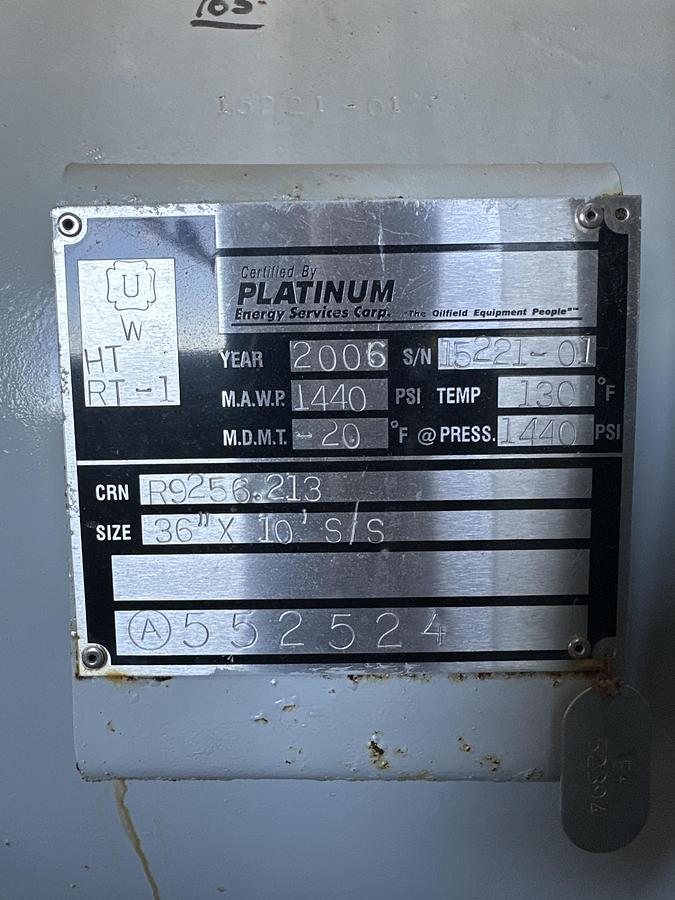 105
15221-01
U
W
HT
RT-1
Certified By
PLATINUM
Energy Services Corp. "The Oilfield Equipment People"™
YEAR 2006 S/N 15221-01
M.A.W.P. 1440 PSI TEMP 130 °F
M.D.M.T. -20 °F @ PRESS. 1440 PSI
CRN R9256.213
SIZE 36" X 10' S/S
Ⓐ552524